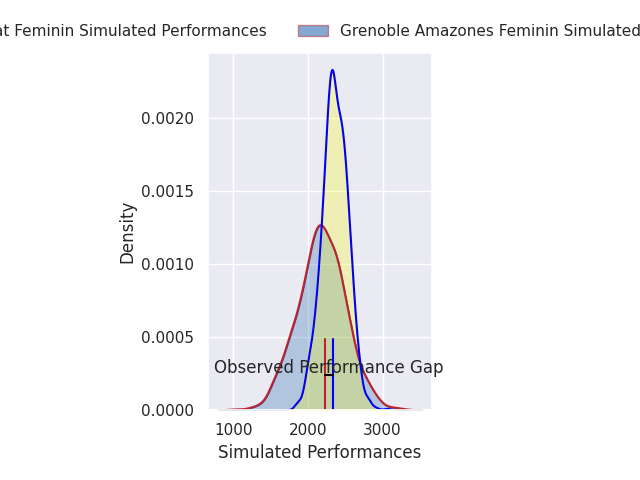 Feminin Simulated Performances Grenoble Amazones Feminin Simulated
0.0020
0.0015
0.0010
0.0005
0.0000
Density
Observed Performance Gap
1000 2000 3000
Simulated Performances